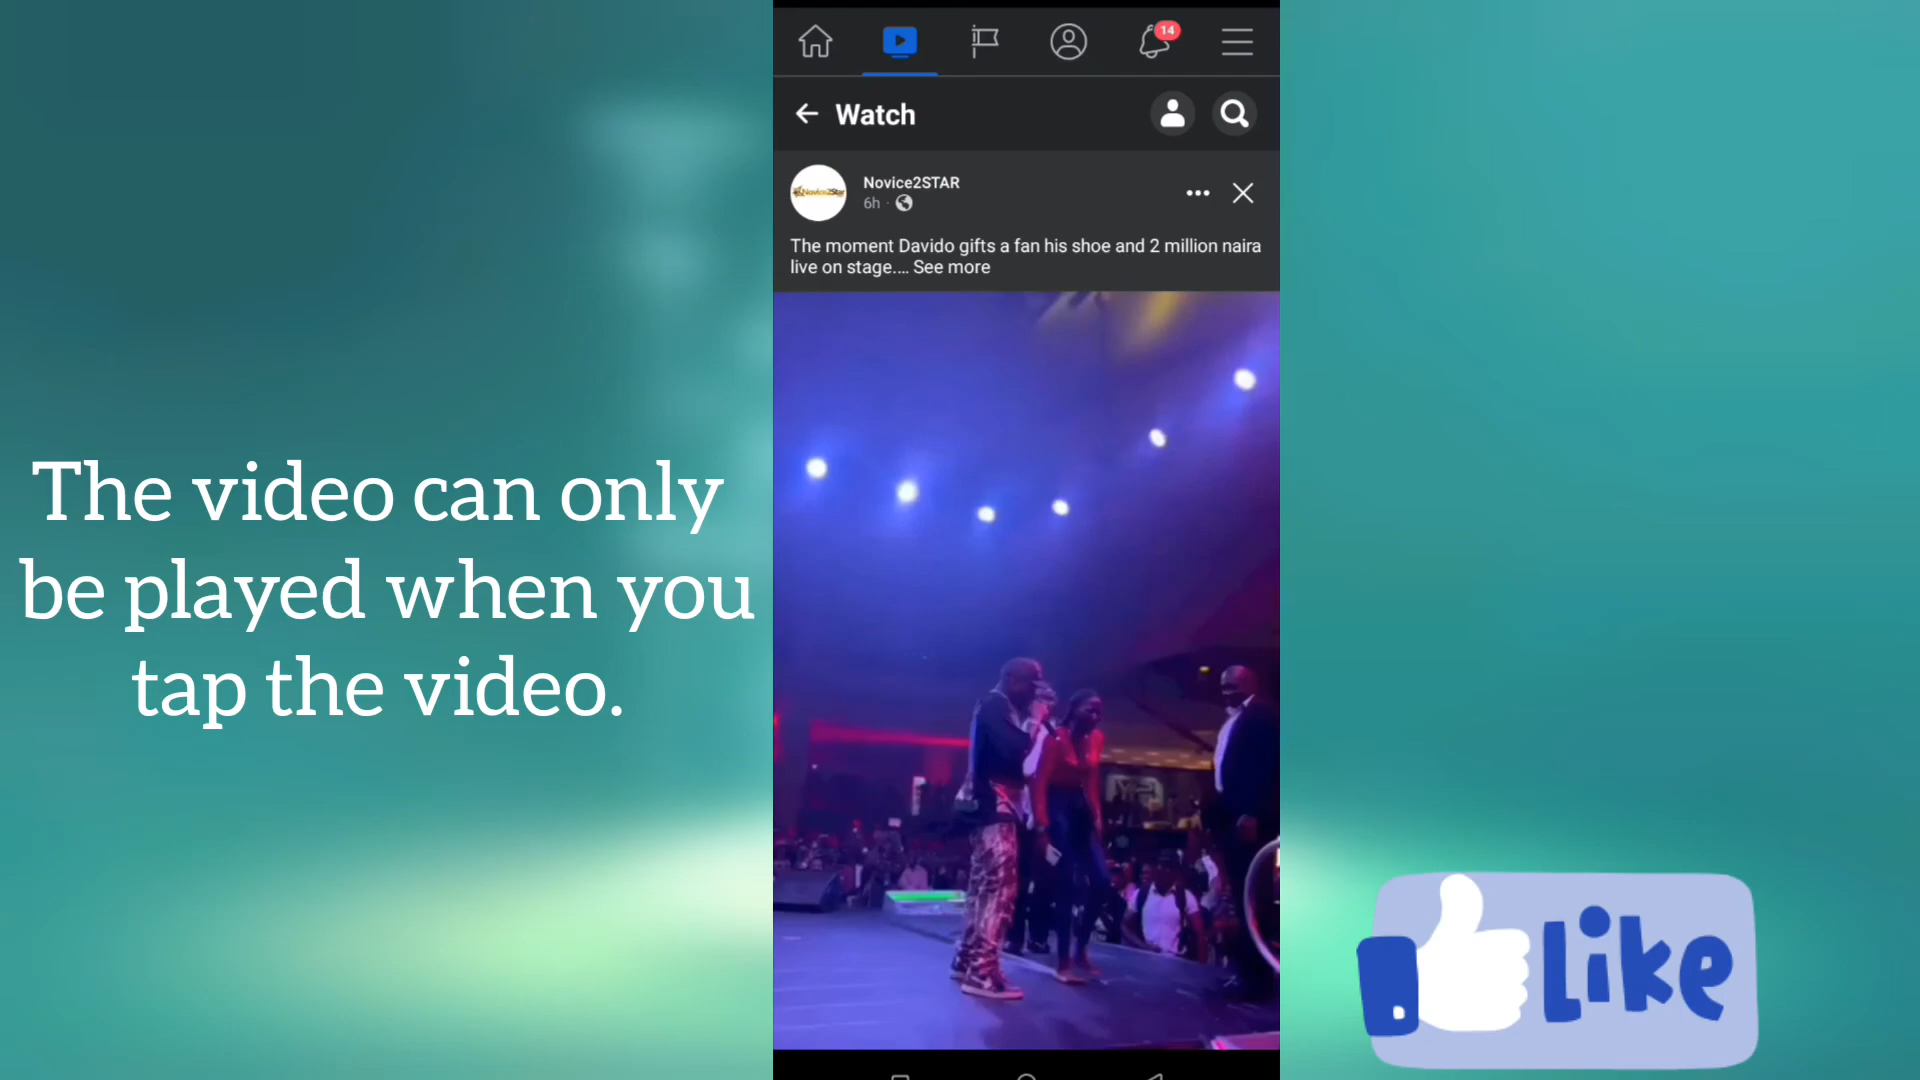 14
Watch
Novice2Star
Novice2STAR
6h ·
The moment Davido gifts a fan his shoe and 2 million naira
live on stage.... See more
The video can only
be played when you
tap the video.
Like